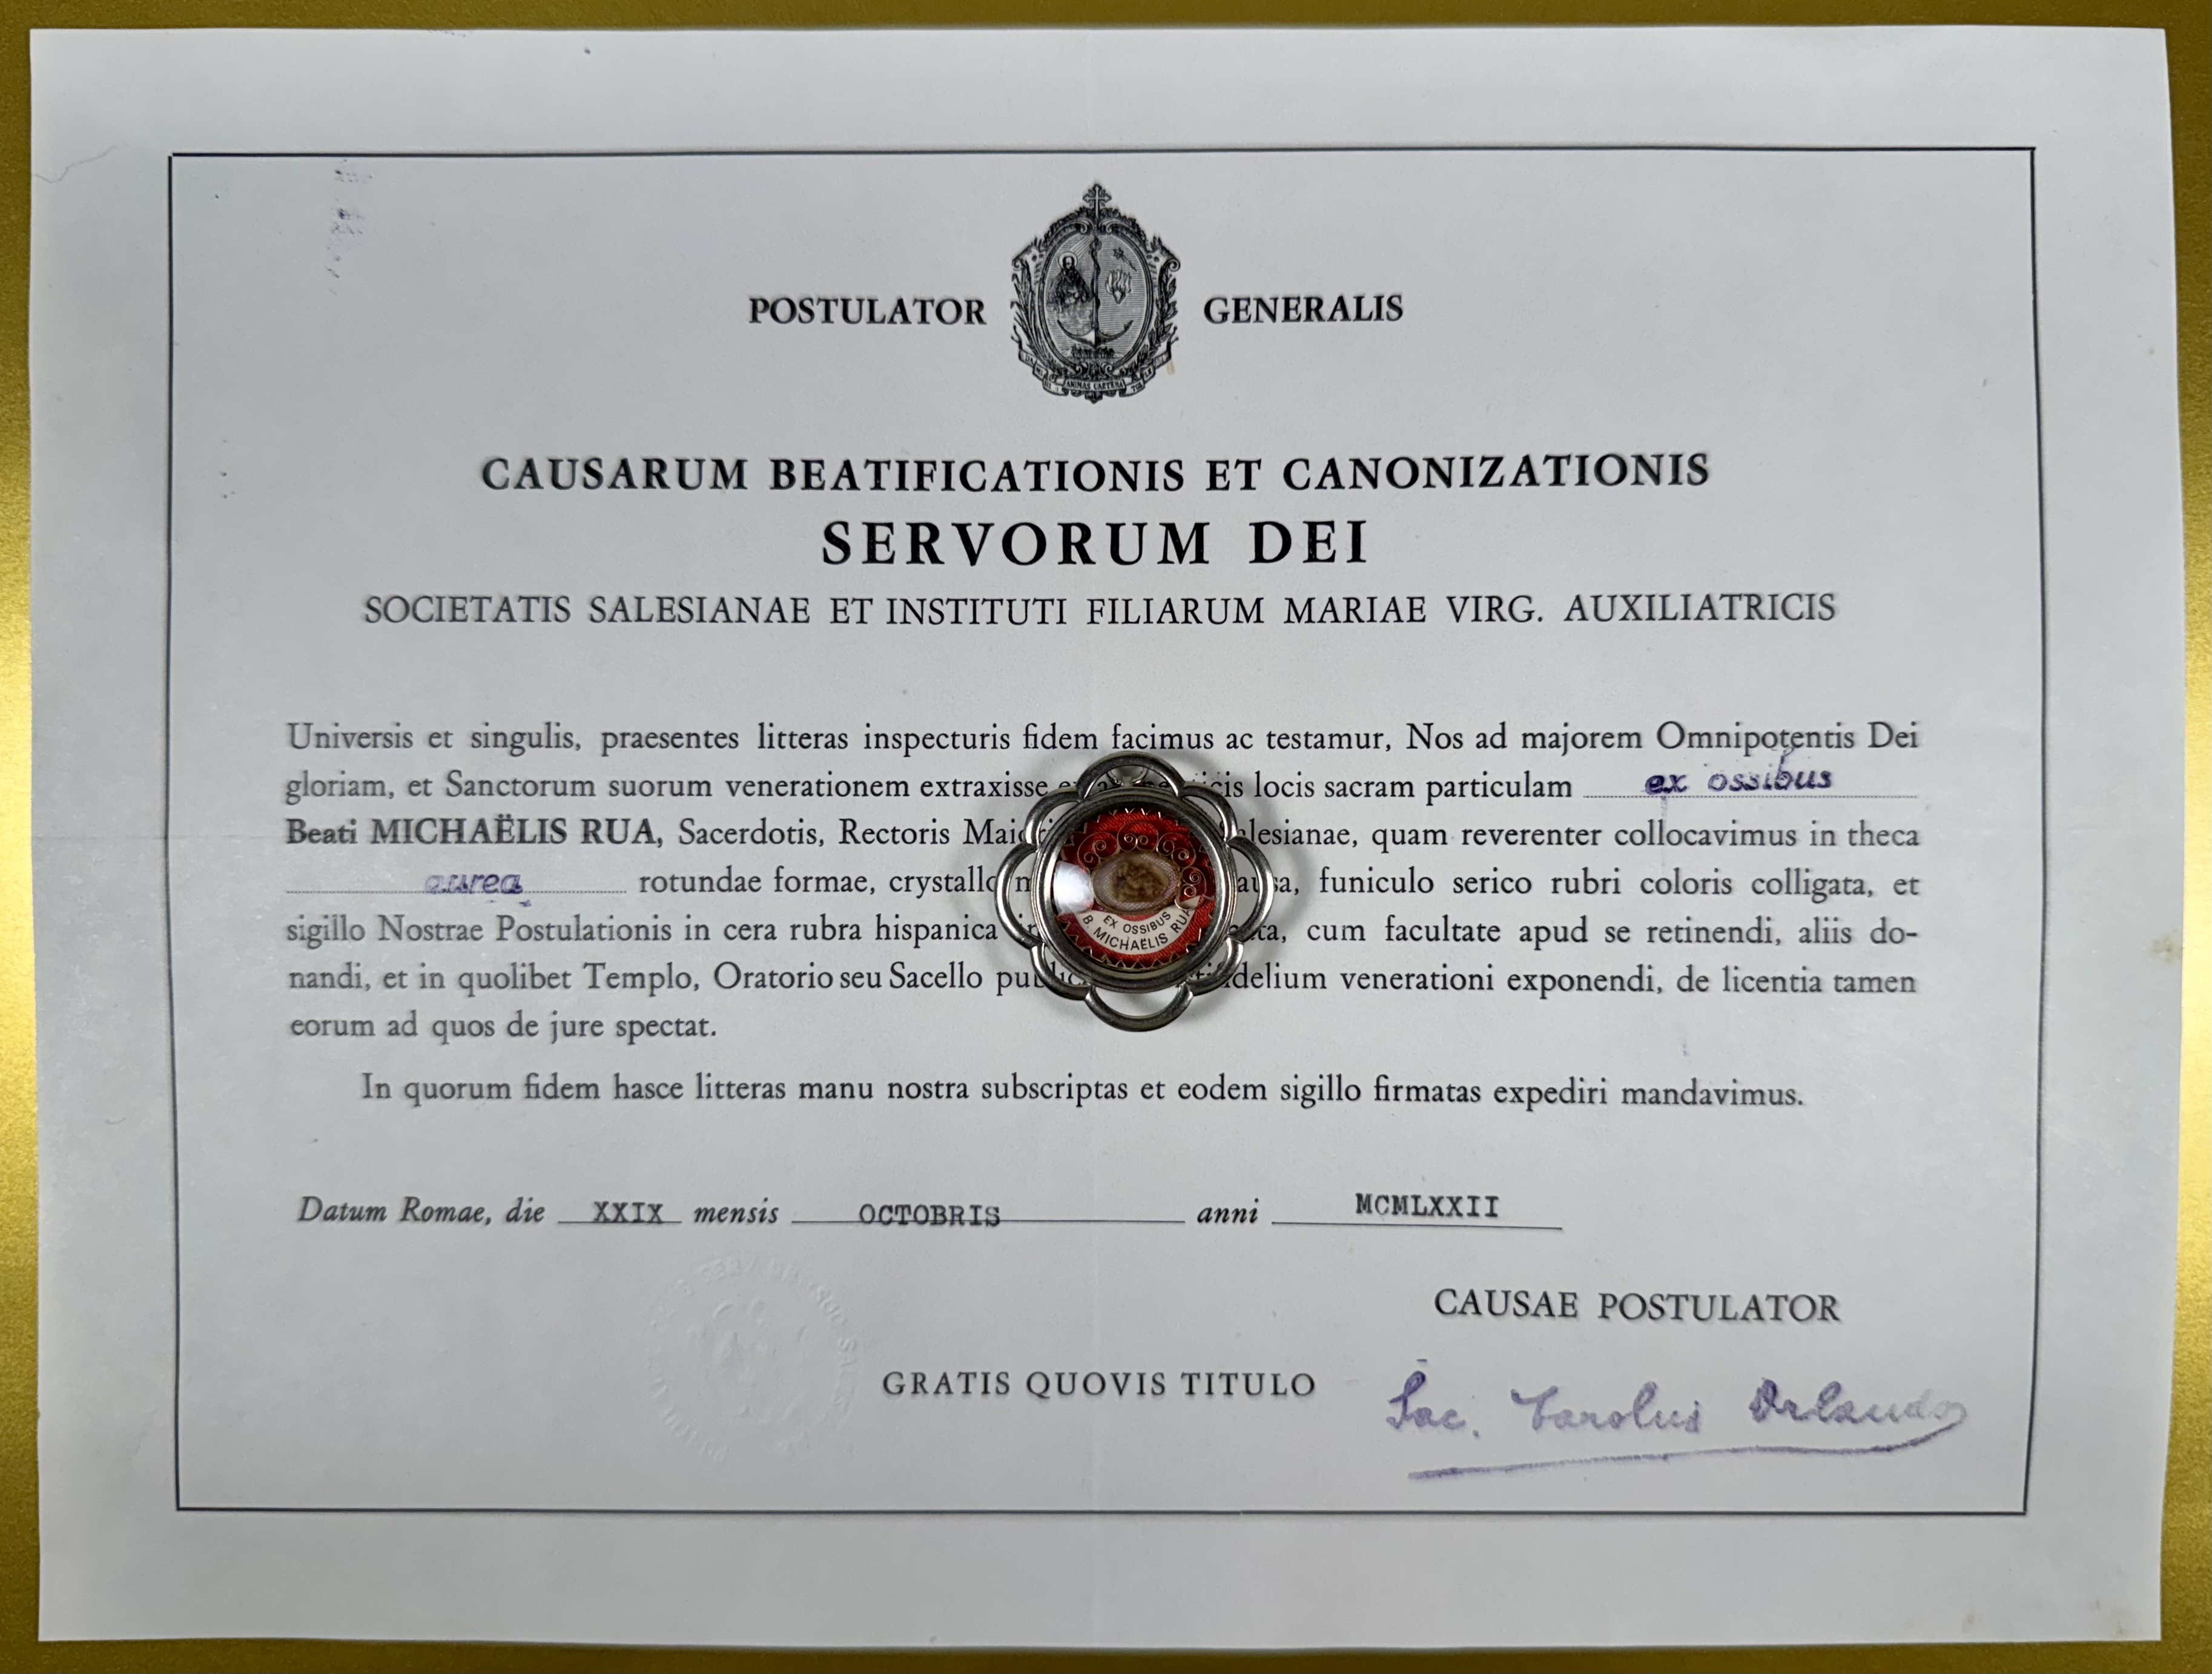 POSTULATOR GENERALIS
ANIMAS CAETERA
CAUSARUM BEATIFICATIONIS ET CANONIZATIONIS
SERVORUM DEI
SOCIETATIS SALESIANAE ET INSTITUTI FILIARUM MARIAE VIRG. AUXILIATRICIS
Universis et singulis, praesentes litteras inspecturis fidem facimus ac testamur, Nos ad majorem Omnipotentis Dei
gloriam, et Sanctorum suorum venerationem extraxisse locis sacram particulam ex ossibus
Beati MICHAËLIS RUA, Sacerdotis, Rectoris lesianae, quam reverenter collocavimus in theca
aurea rotundae formae, funiculo serico rubri coloris colligata, et
sigillo Nostrae Postulationis in cera rubra hispanica cum facultate apud se retinendi, aliis do-
nandi, et in quolibet Templo, Oratorio seu Sacello delium venerationi exponendi, de licentia tamen
eorum ad quos de jure spectat.
EX OSSIBUS
B. MICHAËLIS RUA
In quorum fidem hasce litteras manu nostra subscriptas et eodem sigillo firmatas expediri mandavimus.
Datum Romae, die XXIX mensis OCTOBRIS anni MCMLXXII
CAUSAE POSTULATOR
GRATIS QUOVIS TITULO
Sac. Carolus Orlando